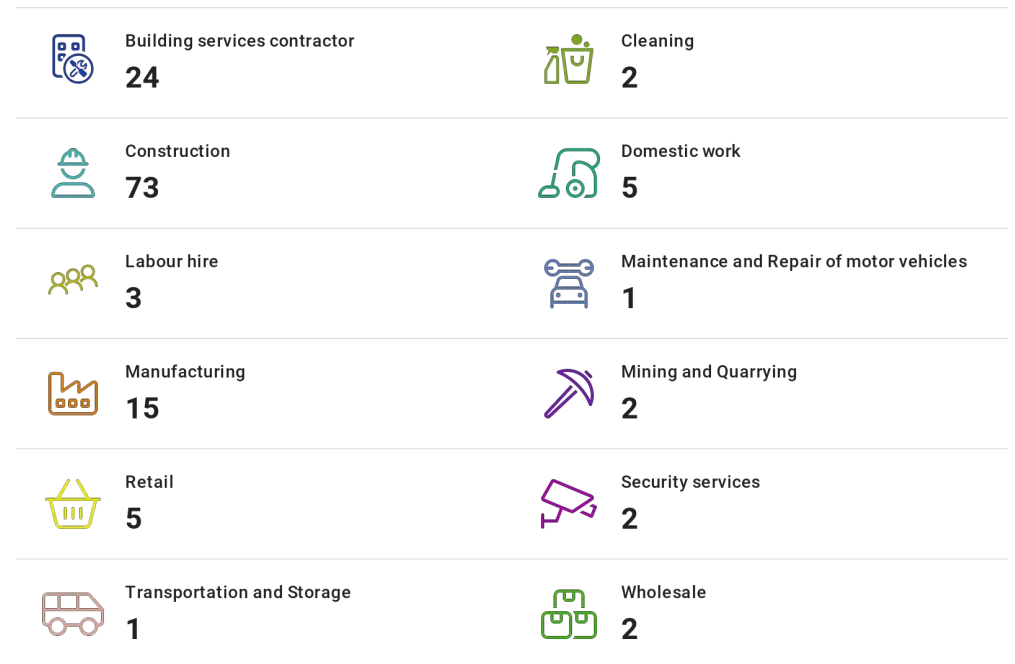 Building services contractor
24
Cleaning
2
Construction
73
Domestic work
5
Labour hire
3
Maintenance and Repair of motor vehicles
1
Manufacturing
15
Mining and Quarrying
2
Retail
5
Security services
2
Transportation and Storage
1
Wholesale
2